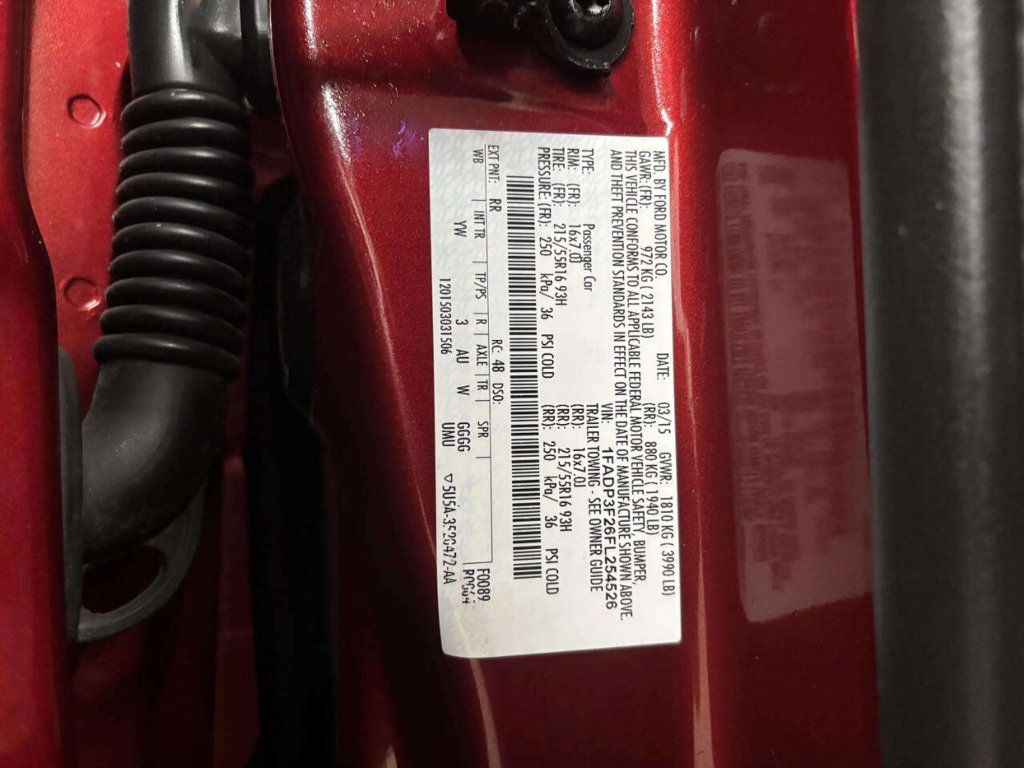 MFD. BY FORD MOTOR CO.
DATE: 03/15 GVWR: 1810 KG ( 3990 LB)
GAWR: (FR): 972 KG ( 2143 LB) (RR): 880 KG ( 1940 LB)
THIS VEHICLE CONFORMS TO ALL APPLICABLE FEDERAL MOTOR VEHICLE SAFETY, BUMPER,
AND THEFT PREVENTION STANDARDS IN EFFECT ON THE DATE OF MANUFACTURE SHOWN ABOVE.
VIN: 1FADP3F26FL254526
TYPE: Passenger Car TRAILER TOWING - SEE OWNER GUIDE
RIM: (FR): 16x7.0J (RR): 16x7.0J
TIRE: (FR): 215/55R16 93H (RR): 215/55R16 93H
PRESSURE: (FR): 250 kPa/ 36 PSI COLD (RR): 250 kPa/ 36 PSI COLD
EXT PNT: RR RC: 48 DSO: F0089
WB INT TR TP/PS R AXLE TR SPR
YW 3 AU W GGGG
UMU
1201503031506 ▽5U5A-3520472-AA